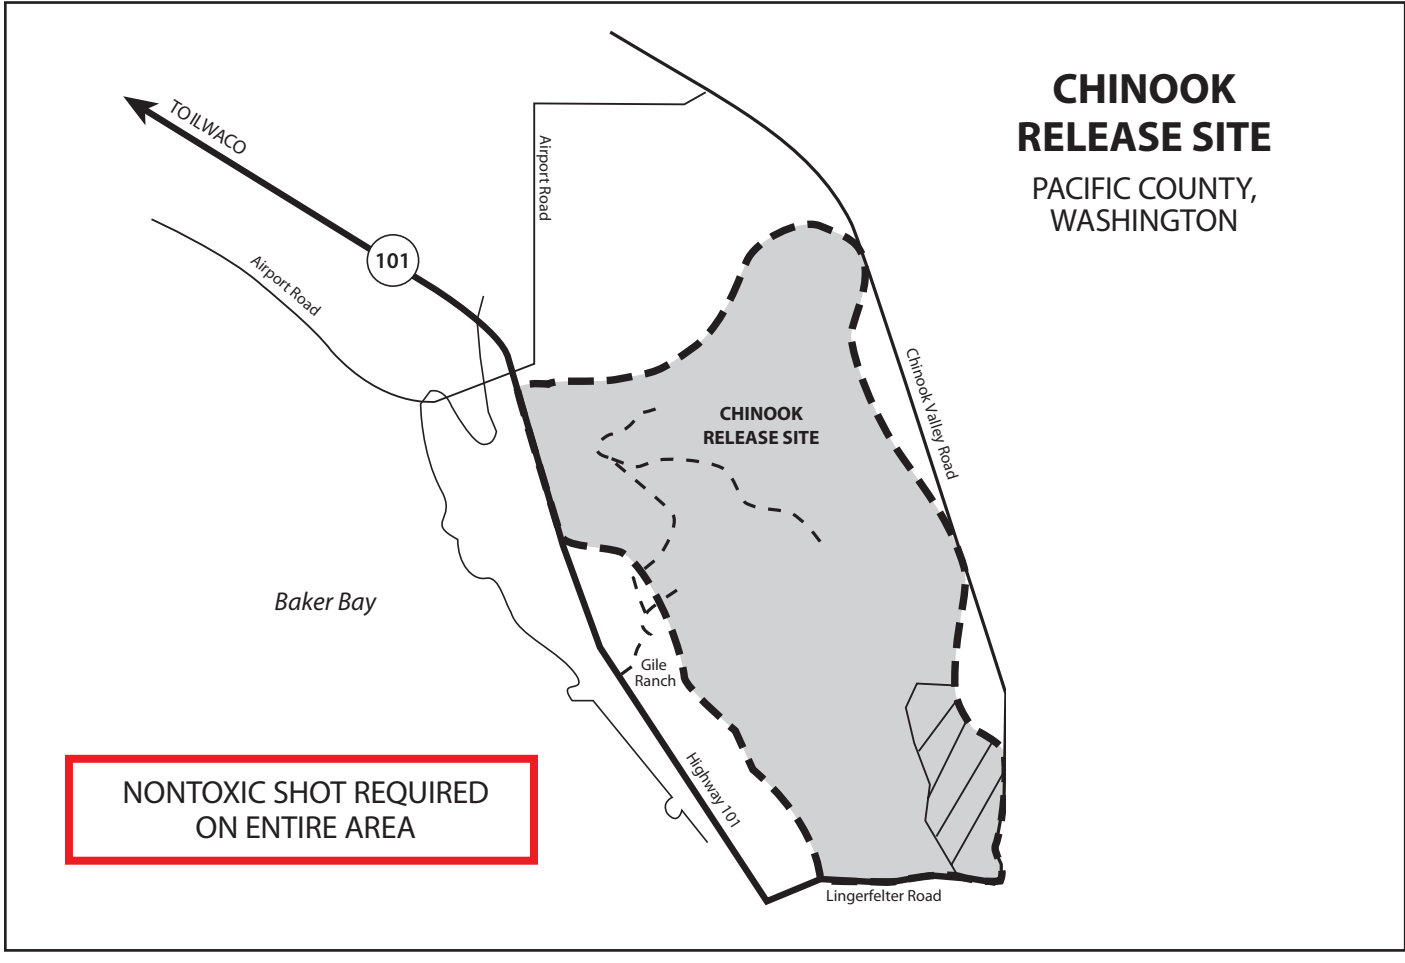 CHINOOK
RELEASE SITE
PACIFIC COUNTY,
WASHINGTON
TO ILWACO
101
Airport Road
Airport Road
Chinook Valley Road
CHINOOK
RELEASE SITE
Baker Bay
Gile
Ranch
Highway 101
NONTOXIC SHOT REQUIRED
ON ENTIRE AREA
Lingerfelter Road